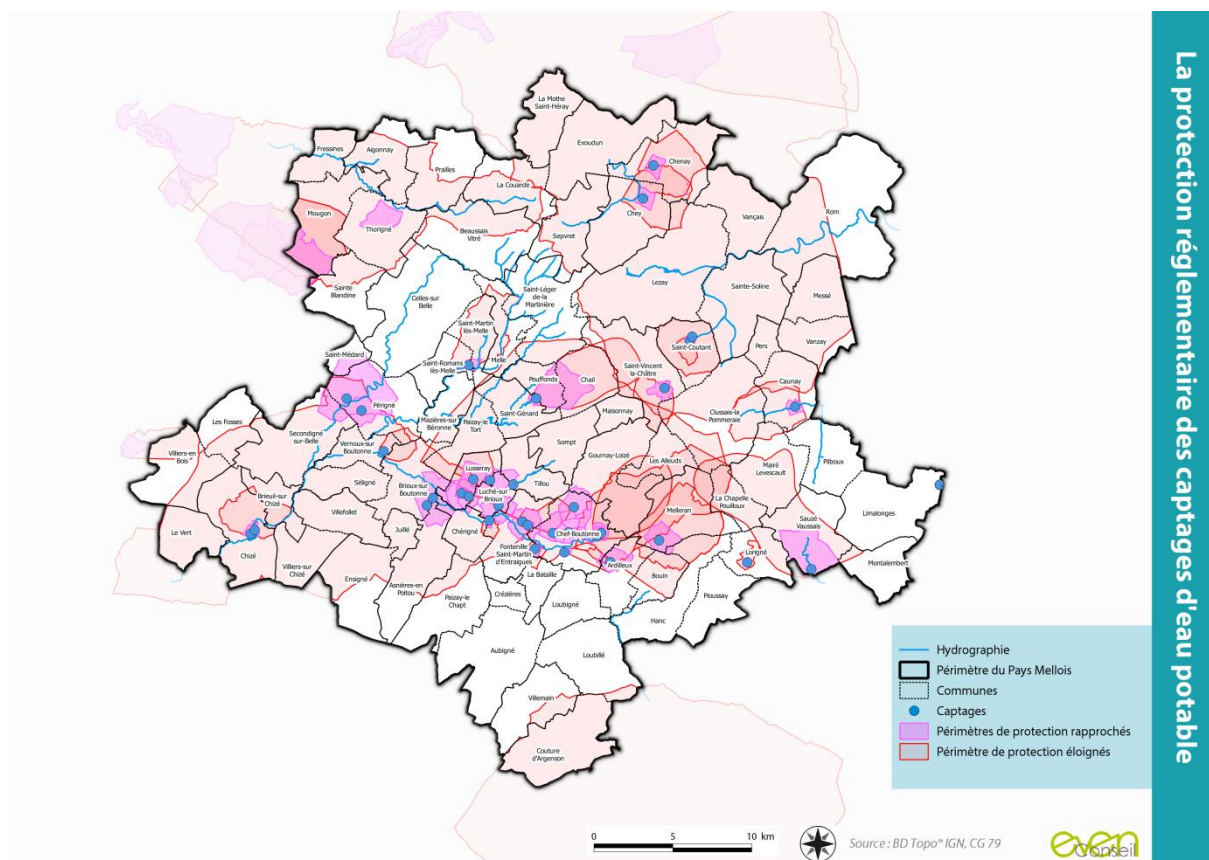 La protection réglementaire des captages d'eau potable
La Mothe
Saint-Héray
Fressines
Aigonnay
Prailles
Exoudun
Chenay
La Couarde
Mougon
Thorigné
Chey
Vançais
Rom
Beaussais
Vitré
Sepvret
Sainte
Blandine
Celles-sur
Belle
Saint-Léger
de-la
Martinière
Lezay
Sainte-Soline
Messé
Saint-Martin
lès-Melle
Saint-Médard
Saint-Romans
lès-Melle
Melle
Saint-Coutant
Pers
Vanzay
Pouffonds
Chail
Saint-Vincent
la-Châtre
Caunay
Périgné
Saint-Génard
Maisonnay
Clussais-la
Pommeraie
Les Fosses
Secondigné
sur-Belle
Mazières-sur
Béronne
Paizay-le
Tort
Vernoux-sur
Boutonne
Sompt
Gournay-Loizé
Les Alleuds
Mairé
Levescault
Pliboux
Villiers-en
Bois
Lusseray
Tillou
Séligné
Brioux-sur
Boutonne
Luché-sur
Brioux
La Chapelle
Pouilloux
Sauzé
Vaussais
Limalonges
Brieuil-sur
Chizé
Villefollet
Melleran
Le Vert
Juillé
Chérigné
Chef-Boutonne
Chizé
Villiers-sur
Chizé
Fontenille
Saint-Martin
d'Entraigues
Ardilleux
Lorigné
Montalembert
Ensigné
Asnières-en
Poitou
La Bataille
Bouin
Paizay-le
Chapt
Crézières
Loubigné
Hanc
Pioussay
Aubigné
Loubillé
Villemain
Couture
d'Argenson
Hydrographie
Périmètre du Pays Mellois
Communes
Captages
Périmètres de protection rapprochés
Périmètre de protection éloignés
0 5 10 km
Source : BD Topo® IGN, CG 79
even
Conseil